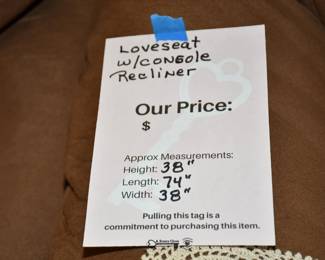 Loveseat
w/console
Recliner
Our Price:
$
Approx Measurements:
Height: 38"
Length: 74"
Width: 38"
Pulling this tag is a
commitment to purchasing this item.